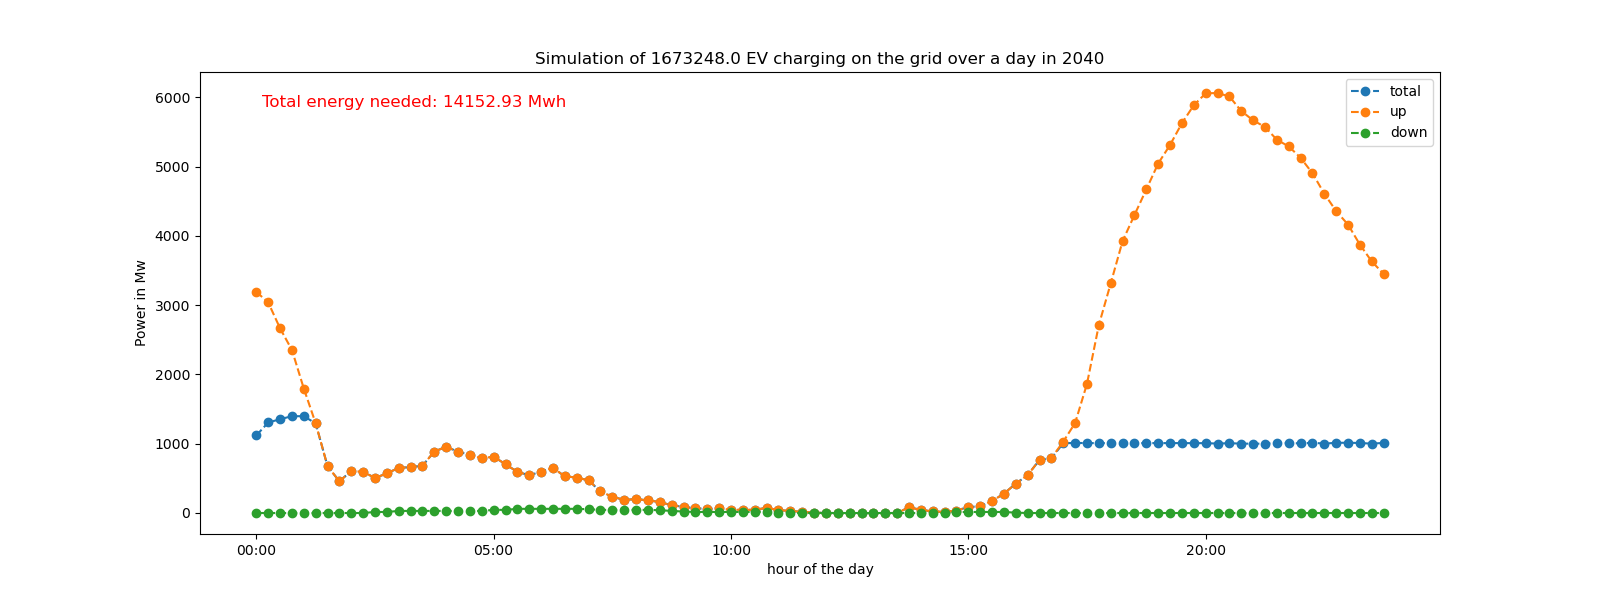 Simulation of 1673248.0 EV charging on the grid over a day in 2040
Total energy needed: 14152.93 Mwh
total
up
down
Power in Mw
6000
5000
4000
3000
2000
1000
0
00:00
05:00
10:00
15:00
20:00
hour of the day